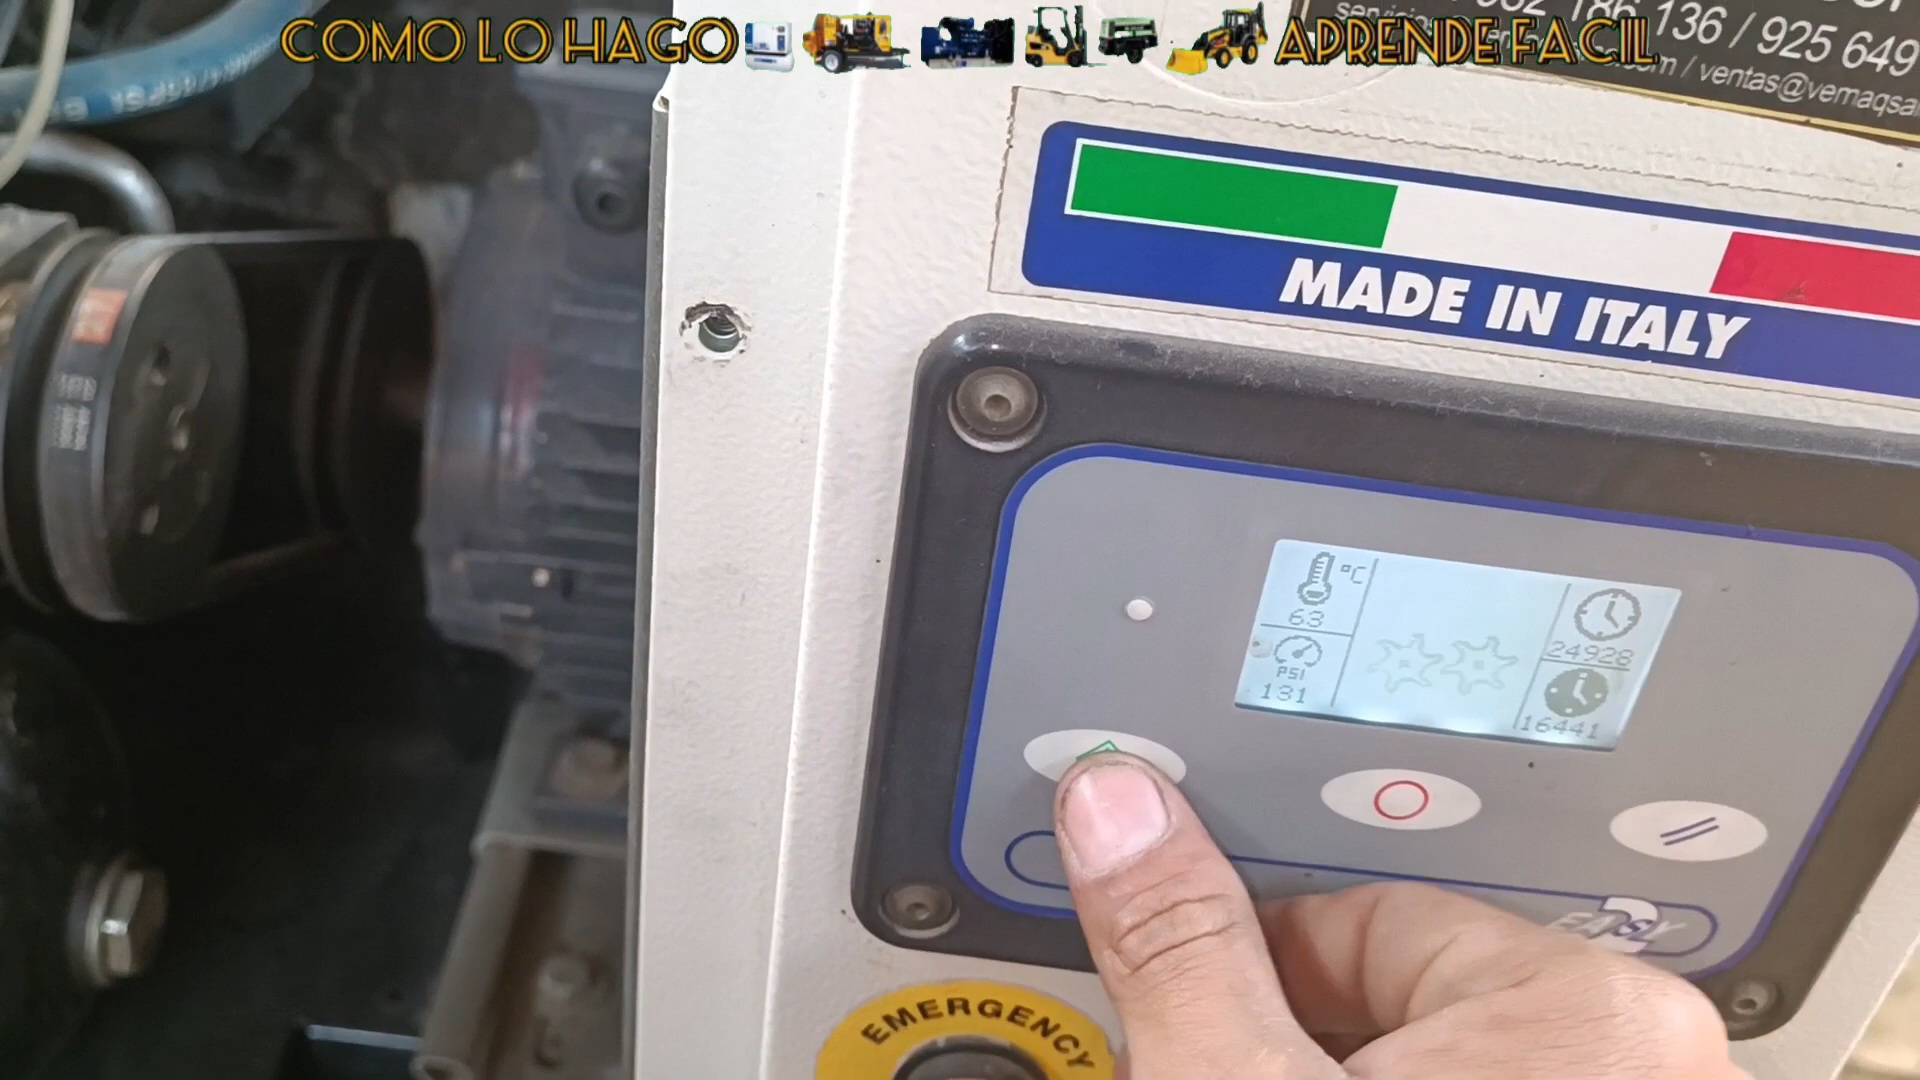 COMO LO HAGO APRENDE FACIL
136 / 925 649
/ ventas@vemaqsa
MADE IN ITALY
°C
63
24928
PSI
131
16441
EASY
EMERGENCY